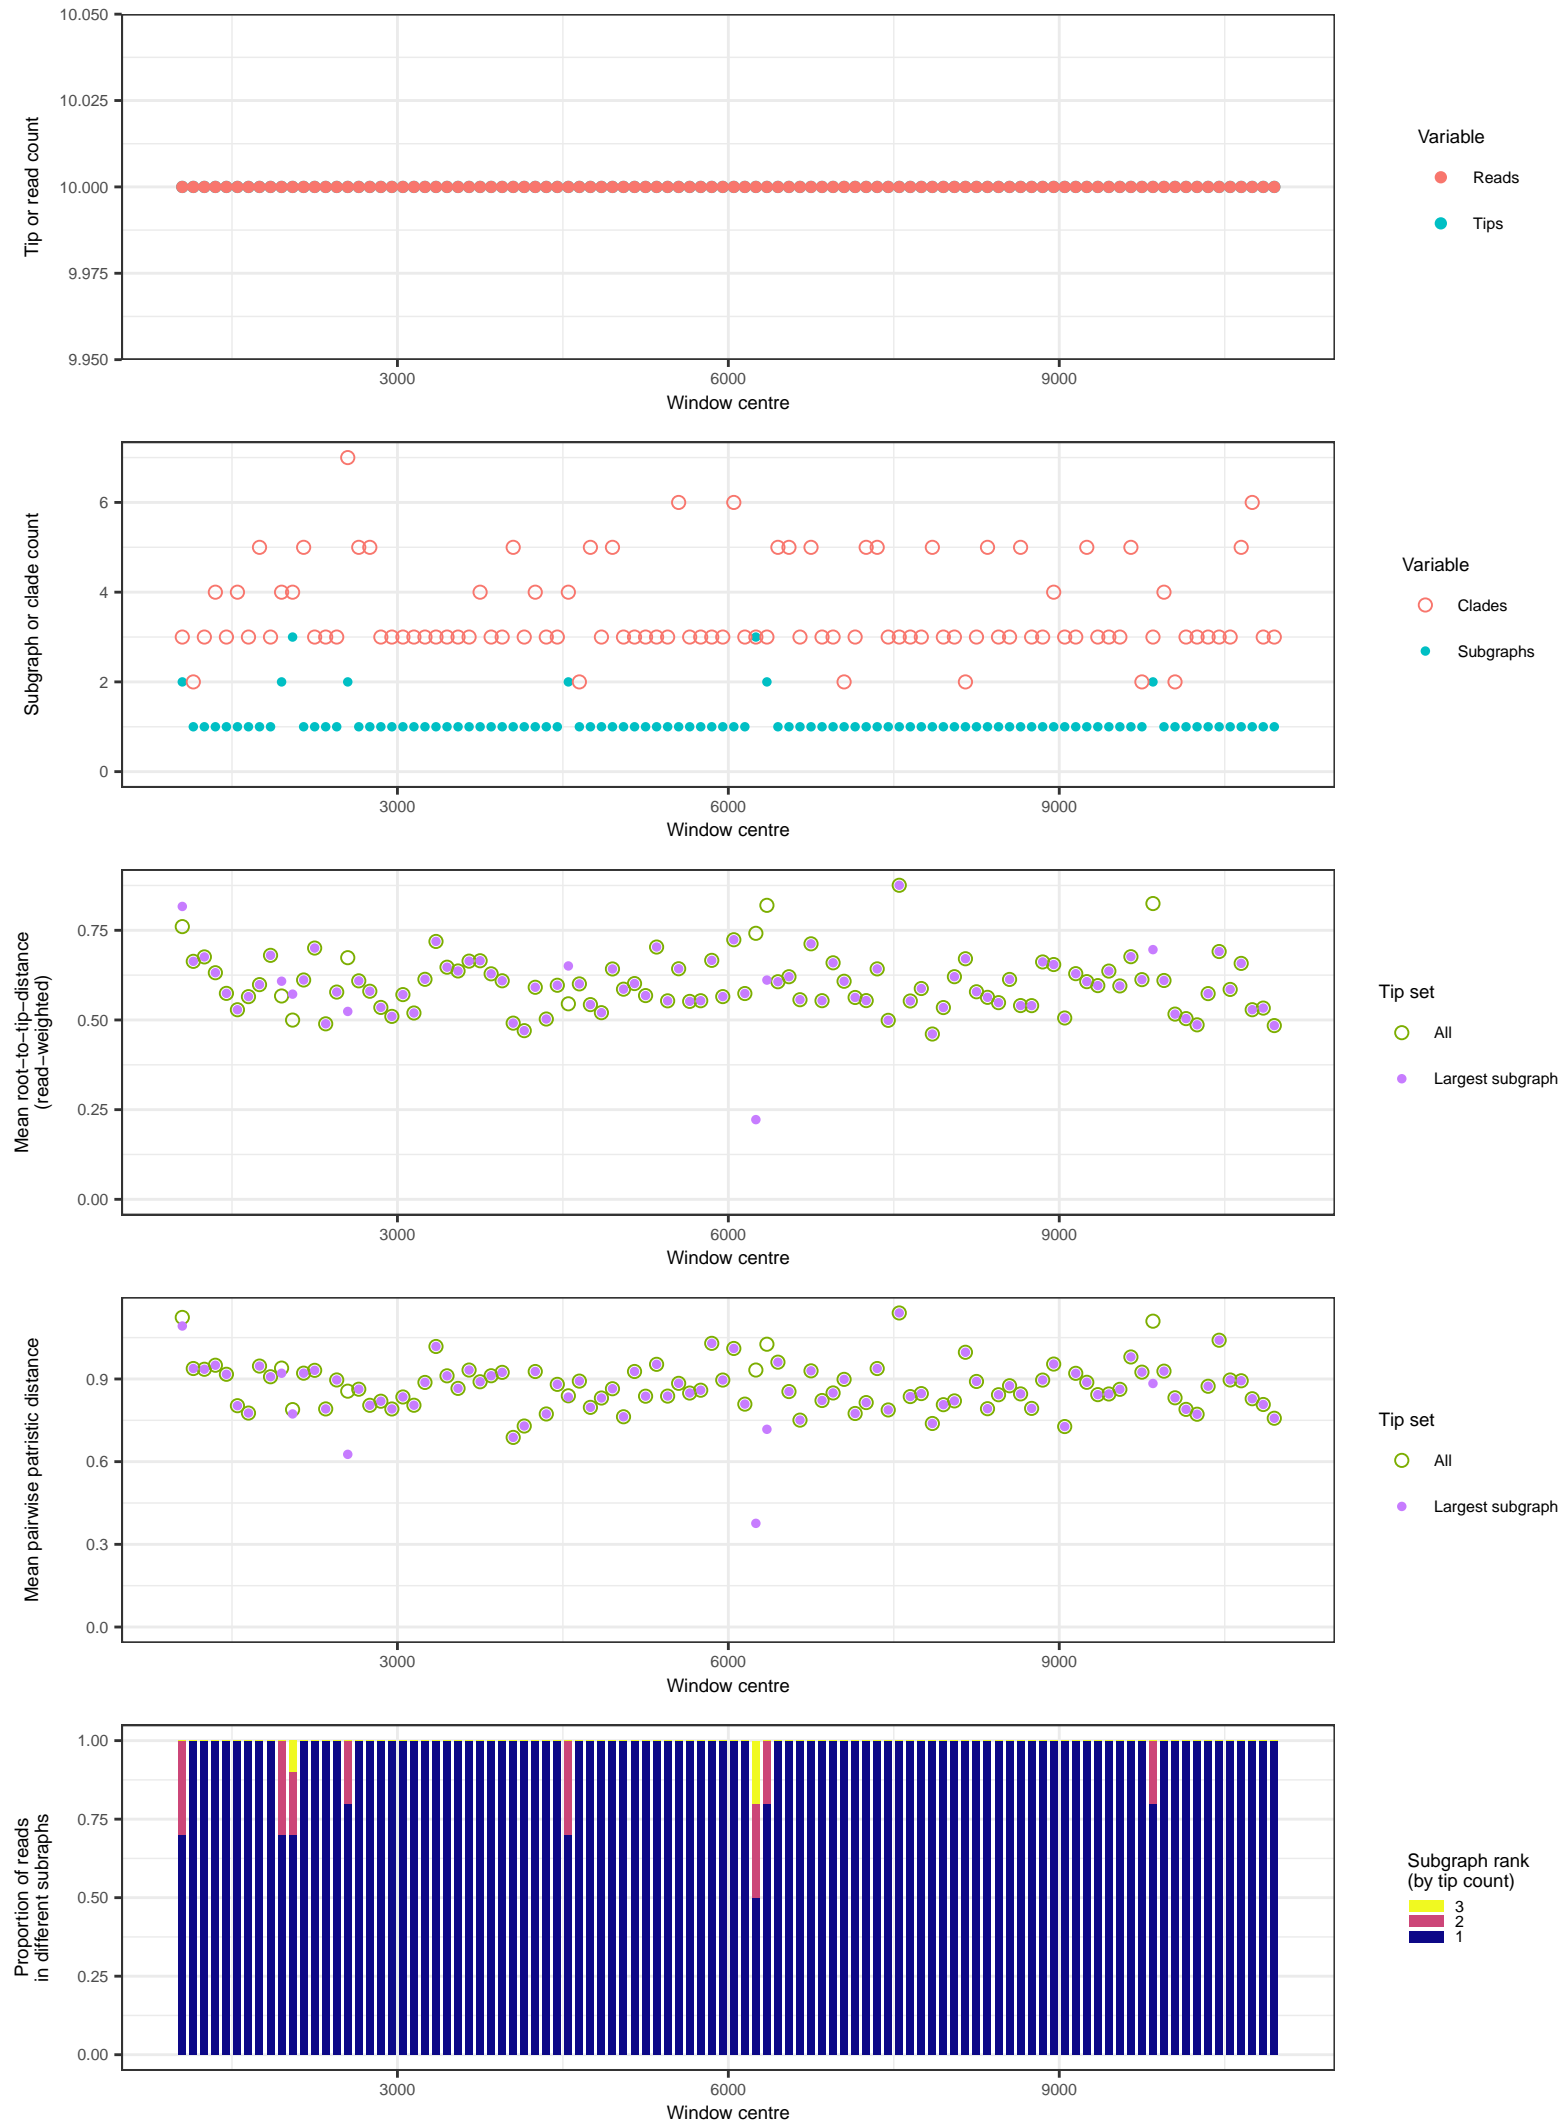 10.050
10.025
10.000
9.975
9.950
Tip or read count
3000
6000
9000
Window centre
Variable
Reads
Tips
6
4
2
0
Subgraph or clade count
3000
6000
9000
Window centre
Variable
Clades
Subgraphs
0.75
0.50
0.25
0.00
Mean root−to−tip−distance
(read−weighted)
3000
6000
9000
Window centre
Tip set
All
Largest subgraph
0.9
0.6
0.3
0.0
Mean pairwise patristic distance
3000
6000
9000
Window centre
Tip set
All
Largest subgraph
1.00
0.75
0.50
0.25
0.00
Proportion of reads
in different subraphs
3000
6000
9000
Window centre
Subgraph rank
(by tip count)
3
2
1